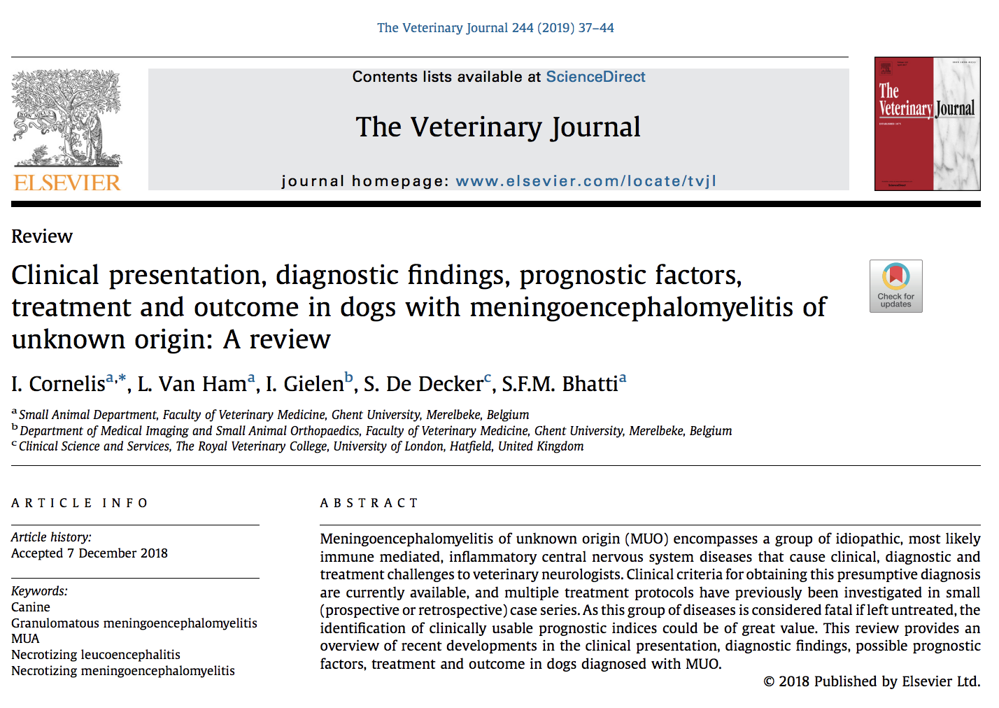 The Veterinary Journal 244 (2019) 37–44
Contents lists available at ScienceDirect
The Veterinary Journal
journal homepage: www.elsevier.com/locate/tvjl
NON SOLUS
ELSEVIER
The
Veterinary Journal
Review
Clinical presentation, diagnostic findings, prognostic factors,
treatment and outcome in dogs with meningoencephalomyelitis of
unknown origin: A review
Check for
updates
I. Cornelisa,*, L. Van Hama, I. Gielenb, S. De Deckerc, S.F.M. Bhattia
a Small Animal Department, Faculty of Veterinary Medicine, Ghent University, Merelbeke, Belgium
b Department of Medical Imaging and Small Animal Orthopaedics, Faculty of Veterinary Medicine, Ghent University, Merelbeke, Belgium
c Clinical Science and Services, The Royal Veterinary College, University of London, Hatfield, United Kingdom
ARTICLE INFO
Article history:
Accepted 7 December 2018
Keywords:
Canine
Granulomatous meningoencephalomyelitis
MUA
Necrotizing leucoencephalitis
Necrotizing meningoencephalomyelitis
ABSTRACT
Meningoencephalomyelitis of unknown origin (MUO) encompasses a group of idiopathic, most likely
immune mediated, inflammatory central nervous system diseases that cause clinical, diagnostic and
treatment challenges to veterinary neurologists. Clinical criteria for obtaining this presumptive diagnosis
are currently available, and multiple treatment protocols have previously been investigated in small
(prospective or retrospective) case series. As this group of diseases is considered fatal if left untreated, the
identification of clinically usable prognostic indices could be of great value. This review provides an
overview of recent developments in the clinical presentation, diagnostic findings, possible prognostic
factors, treatment and outcome in dogs diagnosed with MUO.
© 2018 Published by Elsevier Ltd.